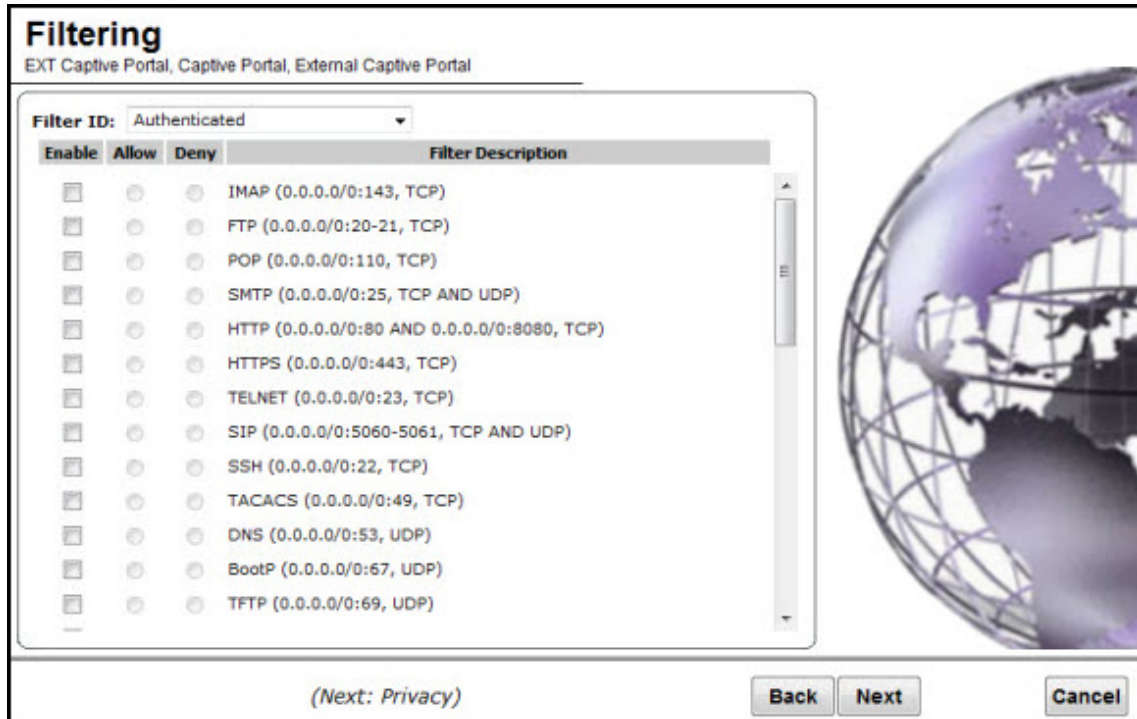 Filtering
EXT Captive Portal, Captive Portal, External Captive Portal
Filter ID: Authenticated
Enable Allow Deny Filter Description
IMAP (0.0.0.0/0:143, TCP)
FTP (0.0.0.0/0:20-21, TCP)
POP (0.0.0.0/0:110, TCP)
SMTP (0.0.0.0/0:25, TCP AND UDP)
HTTP (0.0.0.0/0:80 AND 0.0.0.0/0:8080, TCP)
HTTPS (0.0.0.0/0:443, TCP)
TELNET (0.0.0.0/0:23, TCP)
SIP (0.0.0.0/0:5060-5061, TCP AND UDP)
SSH (0.0.0.0/0:22, TCP)
TACACS (0.0.0.0/0:49, TCP)
DNS (0.0.0.0/0:53, UDP)
BootP (0.0.0.0/0:67, UDP)
TFTP (0.0.0.0/0:69, UDP)
(Next: Privacy) Back Next Cancel